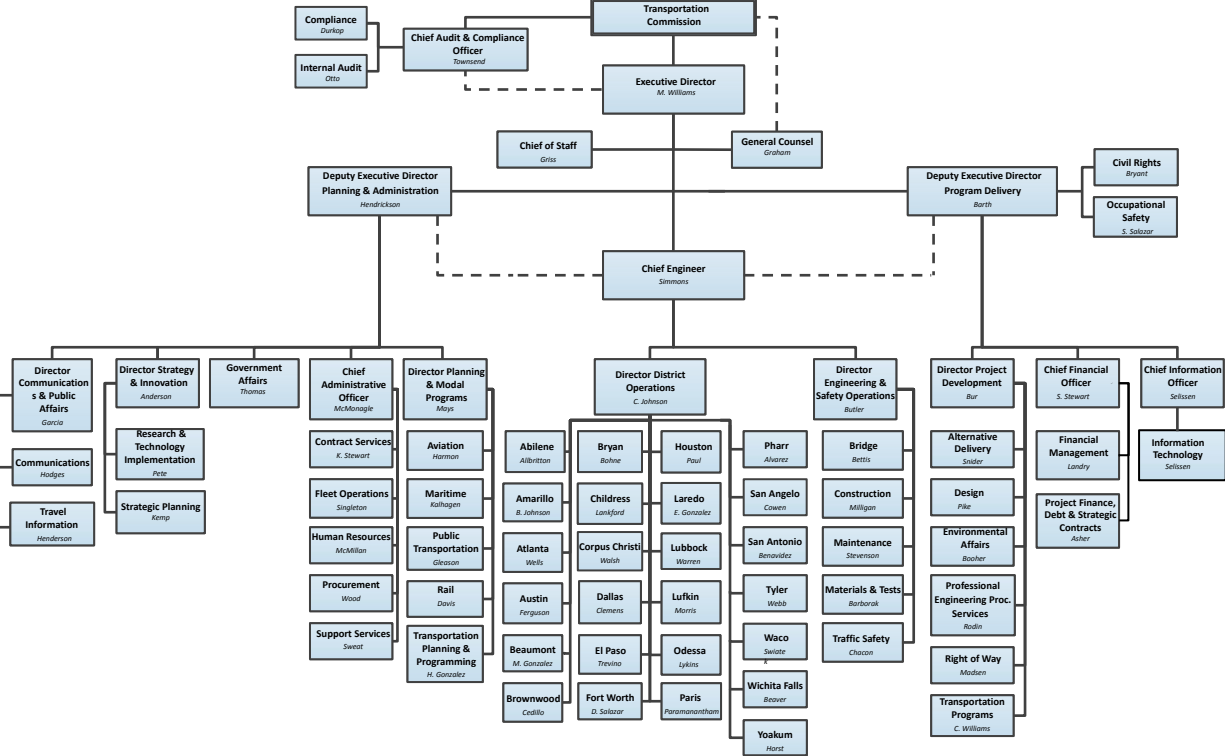 Transportation
Commission
Compliance
Durkop
Internal Audit
Otto
Chief Audit & Compliance
Officer
Townsend
Executive Director
M. Williams
Chief of Staff
Griss
General Counsel
Graham
Deputy Executive Director
Planning & Administration
Hendrickson
Deputy Executive Director
Program Delivery
Barth
Civil Rights
Bryant
Occupational
Safety
S. Salazar
Chief Engineer
Simmons
Director
Communication
s & Public
Affairs
Garcia
Communications
Hodges
Travel
Information
Henderson
Director Strategy
& Innovation
Anderson
Research &
Technology
Implementation
Pete
Strategic Planning
Kemp
Government
Affairs
Thomas
Chief
Administrative
Officer
McMonagle
Contract Services
K. Stewart
Fleet Operations
Singleton
Human Resources
McMillan
Procurement
Wood
Support Services
Sweat
Director Planning
& Modal
Programs
Mays
Aviation
Harmon
Maritime
Kalhagen
Public
Transportation
Gleason
Rail
Davis
Transportation
Planning &
Programming
H. Gonzalez
Director District
Operations
C. Johnson
Abilene
Allbritton
Amarillo
B. Johnson
Atlanta
Wells
Austin
Ferguson
Beaumont
M. Gonzalez
Brownwood
Cedillo
Bryan
Bohne
Childress
Lankford
Corpus Christi
Walsh
Dallas
Clemens
El Paso
Trevino
Fort Worth
D. Salazar
Houston
Paul
Laredo
E. Gonzalez
Lubbock
Warren
Lufkin
Morris
Odessa
Lykins
Paris
Paramanantham
Pharr
Alvarez
San Angelo
Cowen
San Antonio
Benavidez
Tyler
Webb
Waco
Swiate
k
Wichita Falls
Beaver
Yoakum
Horst
Director
Engineering &
Safety Operations
Butler
Bridge
Bettis
Construction
Milligan
Maintenance
Stevenson
Materials & Tests
Barborak
Traffic Safety
Chacon
Director Project
Development
Bur
Alternative
Delivery
Snider
Design
Pike
Environmental
Affairs
Booher
Professional
Engineering Proc.
Services
Rodin
Right of Way
Madsen
Transportation
Programs
C. Williams
Chief Financial
Officer
S. Stewart
Financial
Management
Landry
Project Finance,
Debt & Strategic
Contracts
Asher
Chief Information
Officer
Selissen
Information
Technology
Selissen